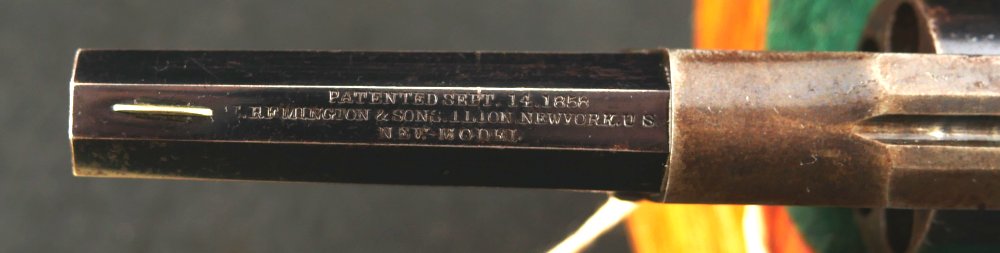 PATENTED SEPT. 14. 1858
E. REMINGTON & SONS. ILION. NEWYORK. U S
NEW-MODEL